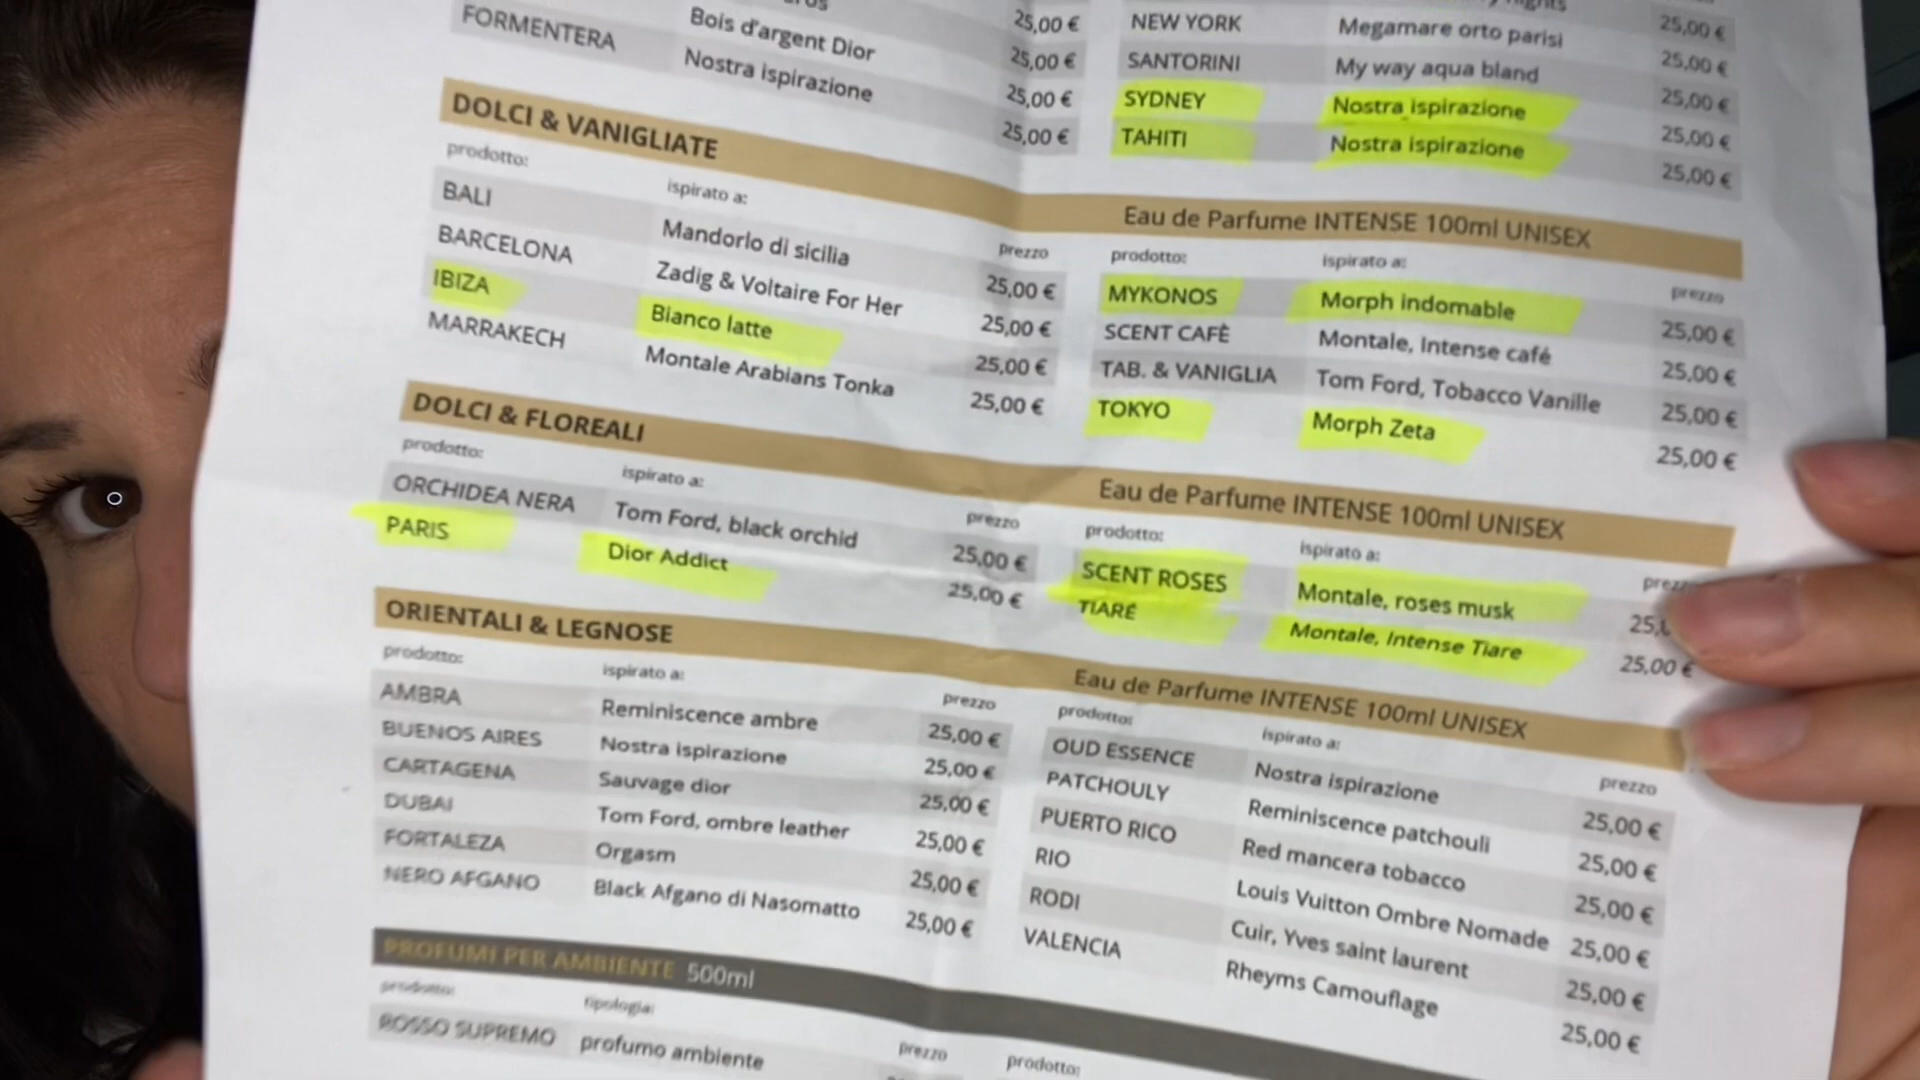 Bois d'argent Dior 25,00 €
FORMENTERA Nostra ispirazione 25,00 €
25,00 €
25,00 €
25,00 €
NEW YORK Megamare orto parisi 25,00 €
SANTORINI My way aqua bland 25,00 €
SYDNEY Nostra ispirazione 25,00 €
TAHITI Nostra ispirazione 25,00 €
DOLCI & VANIGLIATE
prodotto: ispirato a: prezzo
BALI Mandorlo di sicilia 25,00 €
BARCELONA Zadig & Voltaire For Her 25,00 €
IBIZA Bianco latte 25,00 €
MARRAKECH Montale Arabians Tonka 25,00 €
Eau de Parfume INTENSE 100ml UNISEX
prodotto: ispirato a: prezzo
MYKONOS Morph indomable 25,00 €
SCENT CAFÈ Montale, Intense café 25,00 €
TAB. & VANIGLIA Tom Ford, Tobacco Vanille 25,00 €
TOKYO Morph Zeta 25,00 €
DOLCI & FLOREALI
prodotto: ispirato a: prezzo
ORCHIDEA NERA Tom Ford, black orchid 25,00 €
PARIS Dior Addict 25,00 €
Eau de Parfume INTENSE 100ml UNISEX
prodotto: ispirato a:
SCENT ROSES Montale, roses musk
TIARÉ Montale, Intense Tiare 25,00 €
ORIENTALI & LEGNOSE
prodotto: ispirato a: prezzo
AMBRA Reminiscence ambre 25,00 €
BUENOS AIRES Nostra ispirazione 25,00 €
CARTAGENA Sauvage dior 25,00 €
DUBAI Tom Ford, ombre leather 25,00 €
FORTALEZA Orgasm 25,00 €
NERO AFGANO Black Afgano di Nasomatto 25,00 €
Eau de Parfume INTENSE 100ml UNISEX
prodotto: ispirato a: prezzo
OUD ESSENCE Nostra ispirazione 25,00 €
PATCHOULY Reminiscence patchouli 25,00 €
PUERTO RICO Red mancera tobacco 25,00 €
RIO Louis Vuitton Ombre Nomade 25,00 €
RODI Cuir, Yves saint laurent 25,00 €
VALENCIA Rheyms Camouflage 25,00 €
PROFUMI PER AMBIENTE 500ml
prodotto: tipologia: prezzo prodotto:
ROSSO SUPREMO profumo ambiente